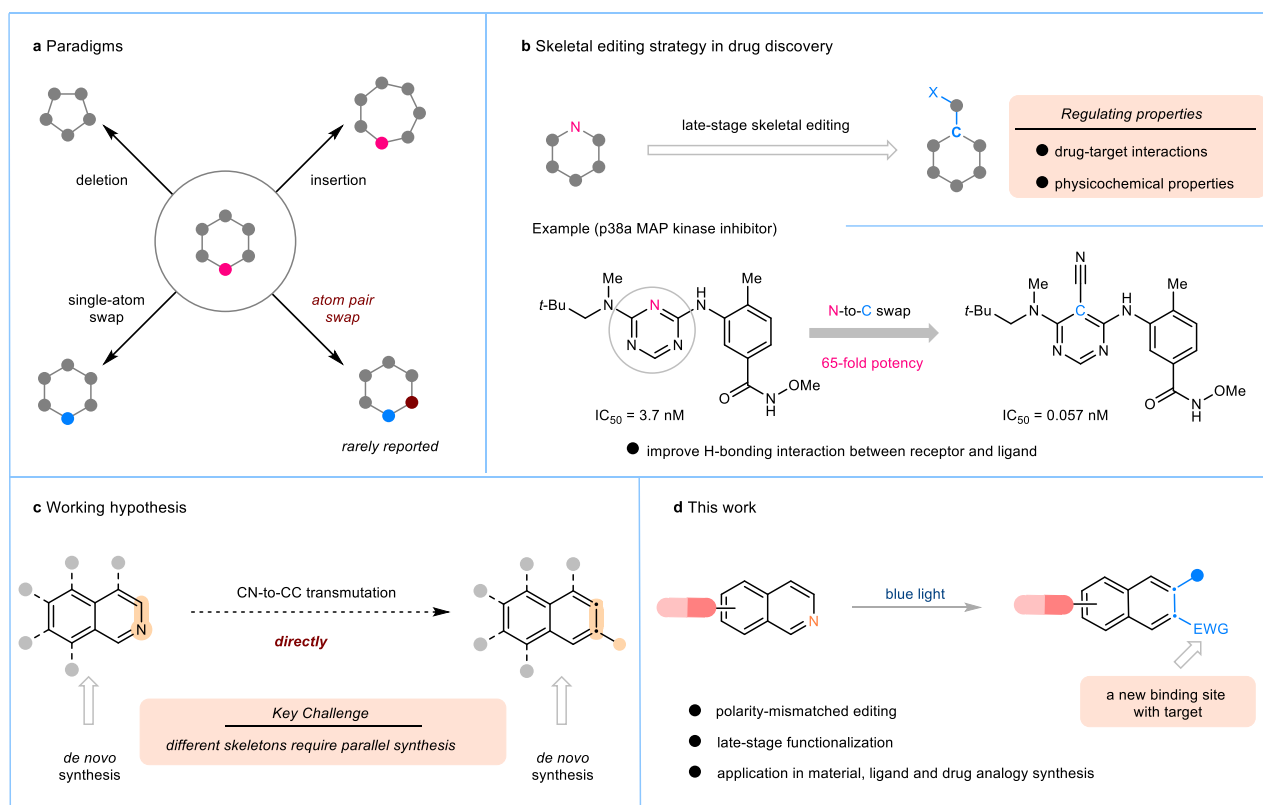 a Paradigms
deletion
insertion
single-atom
swap
atom pair
swap
rarely reported
b Skeletal editing strategy in drug discovery
N
late-stage skeletal editing
X
C
Regulating properties
drug-target interactions
physicochemical properties
Example (p38a MAP kinase inhibitor)
Me
N
t-Bu
N
N
N
H
N
Me
O
N
H
OMe
IC50 = 3.7 nM
N-to-C swap
65-fold potency
N
Me
N
t-Bu
C
N
N
H
N
Me
O
N
H
OMe
IC50 = 0.057 nM
improve H-bonding interaction between receptor and ligand
c Working hypothesis
N
CN-to-CC transmutation
directly
Key Challenge
different skeletons require parallel synthesis
de novo
synthesis
de novo
synthesis
d This work
N
blue light
EWG
a new binding site
with target
polarity-mismatched editing
late-stage functionalization
application in material, ligand and drug analogy synthesis